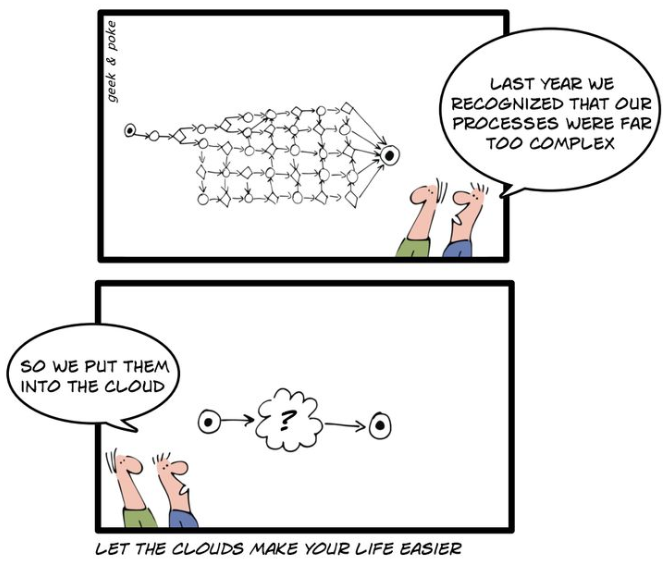 geek & poke
LAST YEAR WE
RECOGNIZED THAT OUR
PROCESSES WERE FAR
TOO COMPLEX
SO WE PUT THEM
INTO THE CLOUD
?
LET THE CLOUDS MAKE YOUR LIFE EASIER